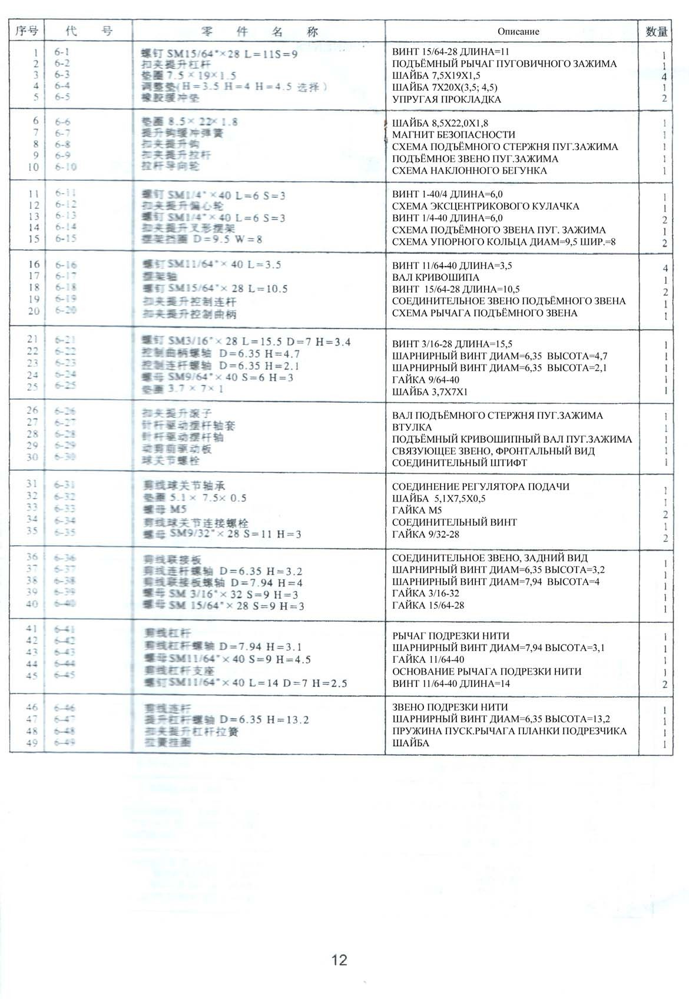 序号 代 号 零 件 名 称 Описание 数量
1 6-1 螺钉 SM15/64"×28 L=11S=9 ВИНТ 15/64-28 ДЛИНА=11 1
2 6-2 扣夹提升杠杆 ПОДЪЁМНЫЙ РЫЧАГ ПУГОВИЧНОГО ЗАЖИМА 1
3 6-3 垫圈 7.5×19×1.5 ШАЙБА 7,5Х19Х1,5 4
4 6-4 调整垫(H=3.5 H=4 H=4.5 选择) ШАЙБА 7Х20Х(3,5; 4,5) 1
5 6-5 橡胶缓冲垫 УПРУГАЯ ПРОКЛАДКА 2
6 6-6 垫圈 8.5×22×1.8 ШАЙБА 8,5Х22,0Х1,8 1
7 6-7 提升钩缓冲弹簧 МАГНИТ БЕЗОПАСНОСТИ 1
8 6-8 扣夹提升钩 СХЕМА ПОДЪЁМНОГО СТЕРЖНЯ ПУГ.ЗАЖИМА 1
9 6-9 扣夹提升拉杆 ПОДЪЁМНОЕ ЗВЕНО ПУГ.ЗАЖИМА 1
10 6-10 拉杆导向轮 СХЕМА НАКЛОННОГО БЕГУНКА 1
11 6-11 螺钉 SM1/4"×40 L=6 S=3 ВИНТ 1-40/4 ДЛИНА=6,0 1
12 6-12 扣夹提升偏心轮 СХЕМА ЭКСЦЕНТРИКОВОГО КУЛАЧКА 1
13 6-13 螺钉 SM1/4"×40 L=6 S=3 ВИНТ 1/4-40 ДЛИНА=6,0 2
14 6-14 扣夹提升叉形摆架 СХЕМА ПОДЪЁМНОГО ЗВЕНА ПУГ. ЗАЖИМА 1
15 6-15 摆架挡圈 D=9.5 W=8 СХЕМА УПОРНОГО КОЛЬЦА ДИАМ=9,5 ШИР.=8 2
16 6-16 螺钉 SM11/64"×40 L=3.5 ВИНТ 11/64-40 ДЛИНА=3,5 4
17 6-17 摆架轴 ВАЛ КРИВОШИПА 1
18 6-18 螺钉 SM15/64"×28 L=10.5 ВИНТ 15/64-28 ДЛИНА=10,5 2
19 6-19 扣夹提升控制连杆 СОЕДИНИТЕЛЬНОЕ ЗВЕНО ПОДЪЁМНОГО ЗВЕНА 1
20 6-20 扣夹提升控制曲柄 СХЕМА РЫЧАГА ПОДЪЁМНОГО ЗВЕНА 1
21 6-21 螺钉 SM3/16"×28 L=15.5 D=7 H=3.4 ВИНТ 3/16-28 ДЛИНА=15,5 1
22 6-22 控制曲柄螺轴 D=6.35 H=4.7 ШАРНИРНЫЙ ВИНТ ДИАМ=6,35 ВЫСОТА=4,7 1
23 6-23 控制连杆螺轴 D=6.35 H=2.1 ШАРНИРНЫЙ ВИНТ ДИАМ=6,35 ВЫСОТА=2,1 1
24 6-24 螺母 SM9/64"×40 S=6 H=3 ГАЙКА 9/64-40 1
25 6-25 垫圈 3.7×7×1 ШАЙБА 3,7Х7Х1 1
26 6-26 扣夹提升滚子 ВАЛ ПОДЪЁМНОГО СТЕРЖНЯ ПУГ.ЗАЖИМА 1
27 6-27 针杆驱动摆杆轴套 ВТУЛКА 1
28 6-28 针杆驱动摆杆轴 ПОДЪЁМНЫЙ КРИВОШИПНЫЙ ВАЛ ПУГ.ЗАЖИМА 1
29 6-29 动剪前驱动板 СВЯЗУЮЩЕЕ ЗВЕНО, ФРОНТАЛЬНЫЙ ВИД 1
30 6-30 球关节螺栓 СОЕДИНИТЕЛЬНЫЙ ШТИФТ 1
31 6-31 剪线球关节轴承 СОЕДИНЕНИЕ РЕГУЛЯТОРА ПОДАЧИ 1
32 6-32 垫圈 5.1×7.5×0.5 ШАЙБА 5,1Х7,5Х0,5 1
33 6-33 螺母 M5 ГАЙКА М5 2
34 6-34 剪线球关节连接螺栓 СОЕДИНИТЕЛЬНЫЙ ВИНТ 1
35 6-35 螺母 SM9/32"×28 S=11 H=3 ГАЙКА 9/32-28 2
36 6-36 剪线联接板 СОЕДИНИТЕЛЬНОЕ ЗВЕНО, ЗАДНИЙ ВИД 1
37 6-37 剪线连杆螺轴 D=6.35 H=3.2 ШАРНИРНЫЙ ВИНТ ДИАМ=6,35 ВЫСОТА=3,2 1
38 6-38 剪线联接板螺轴 D=7.94 H=4 ШАРНИРНЫЙ ВИНТ ДИАМ=7,94 ВЫСОТА=4 1
39 6-39 螺母 SM 3/16"×32 S=9 H=3 ГАЙКА 3/16-32 1
40 6-40 螺母 SM 15/64"×28 S=9 H=3 ГАЙКА 15/64-28 1
41 6-41 剪线杠杆 РЫЧАГ ПОДРЕЗКИ НИТИ 1
42 6-42 剪线杠杆螺轴 D=7.94 H=3.1 ШАРНИРНЫЙ ВИНТ ДИАМ=7,94 ВЫСОТА=3,1 1
43 6-43 螺母 SM11/64"×40 S=9 H=4.5 ГАЙКА 11/64-40 1
44 6-44 剪线杠杆支座 ОСНОВАНИЕ РЫЧАГА ПОДРЕЗКИ НИТИ 1
45 6-45 螺钉 SM11/64"×40 L=14 D=7 H=2.5 ВИНТ 11/64-40 ДЛИНА=14 2
46 6-46 剪线连杆 ЗВЕНО ПОДРЕЗКИ НИТИ 1
47 6-47 提升杠杆螺轴 D=6.35 H=13.2 ШАРНИРНЫЙ ВИНТ ДИАМ=6,35 ВЫСОТА=13,2 1
48 6-48 扣夹提升杠杆拉簧 ПРУЖИНА ПУСК.РЫЧАГА ПЛАНКИ ПОДРЕЗЧИКА 1
49 6-49 拉簧挂圈 ШАЙБА 1
12